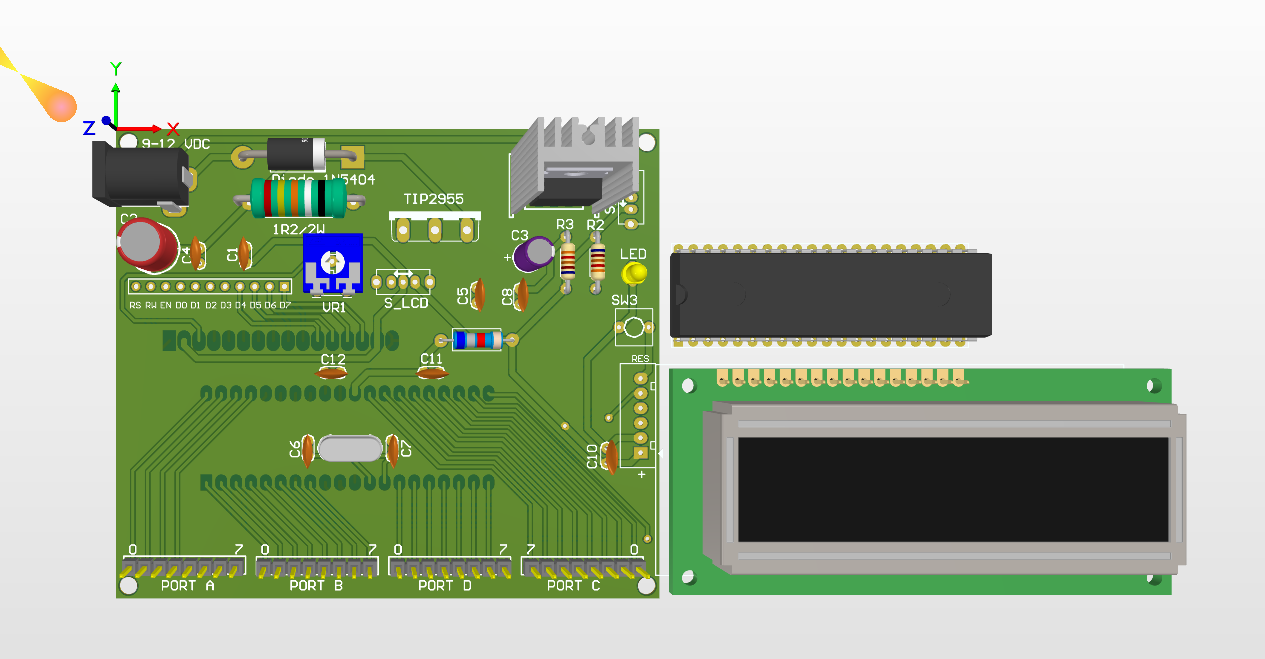 Y
Z
X
9-12 VDC
Diode 1N5404
TIP2955
1R2/2W
C3
R3
R2
C4
C1
LED
C5
C8
SW3
RS RW EN D0 D1 D2 D3 D4 D5 D6 D7
VR1
S_LCD
RES
C12
C11
C6
C7
C10
+
+
0 7
0 7
0 7
7 0
PORT A
PORT B
PORT D
PORT C